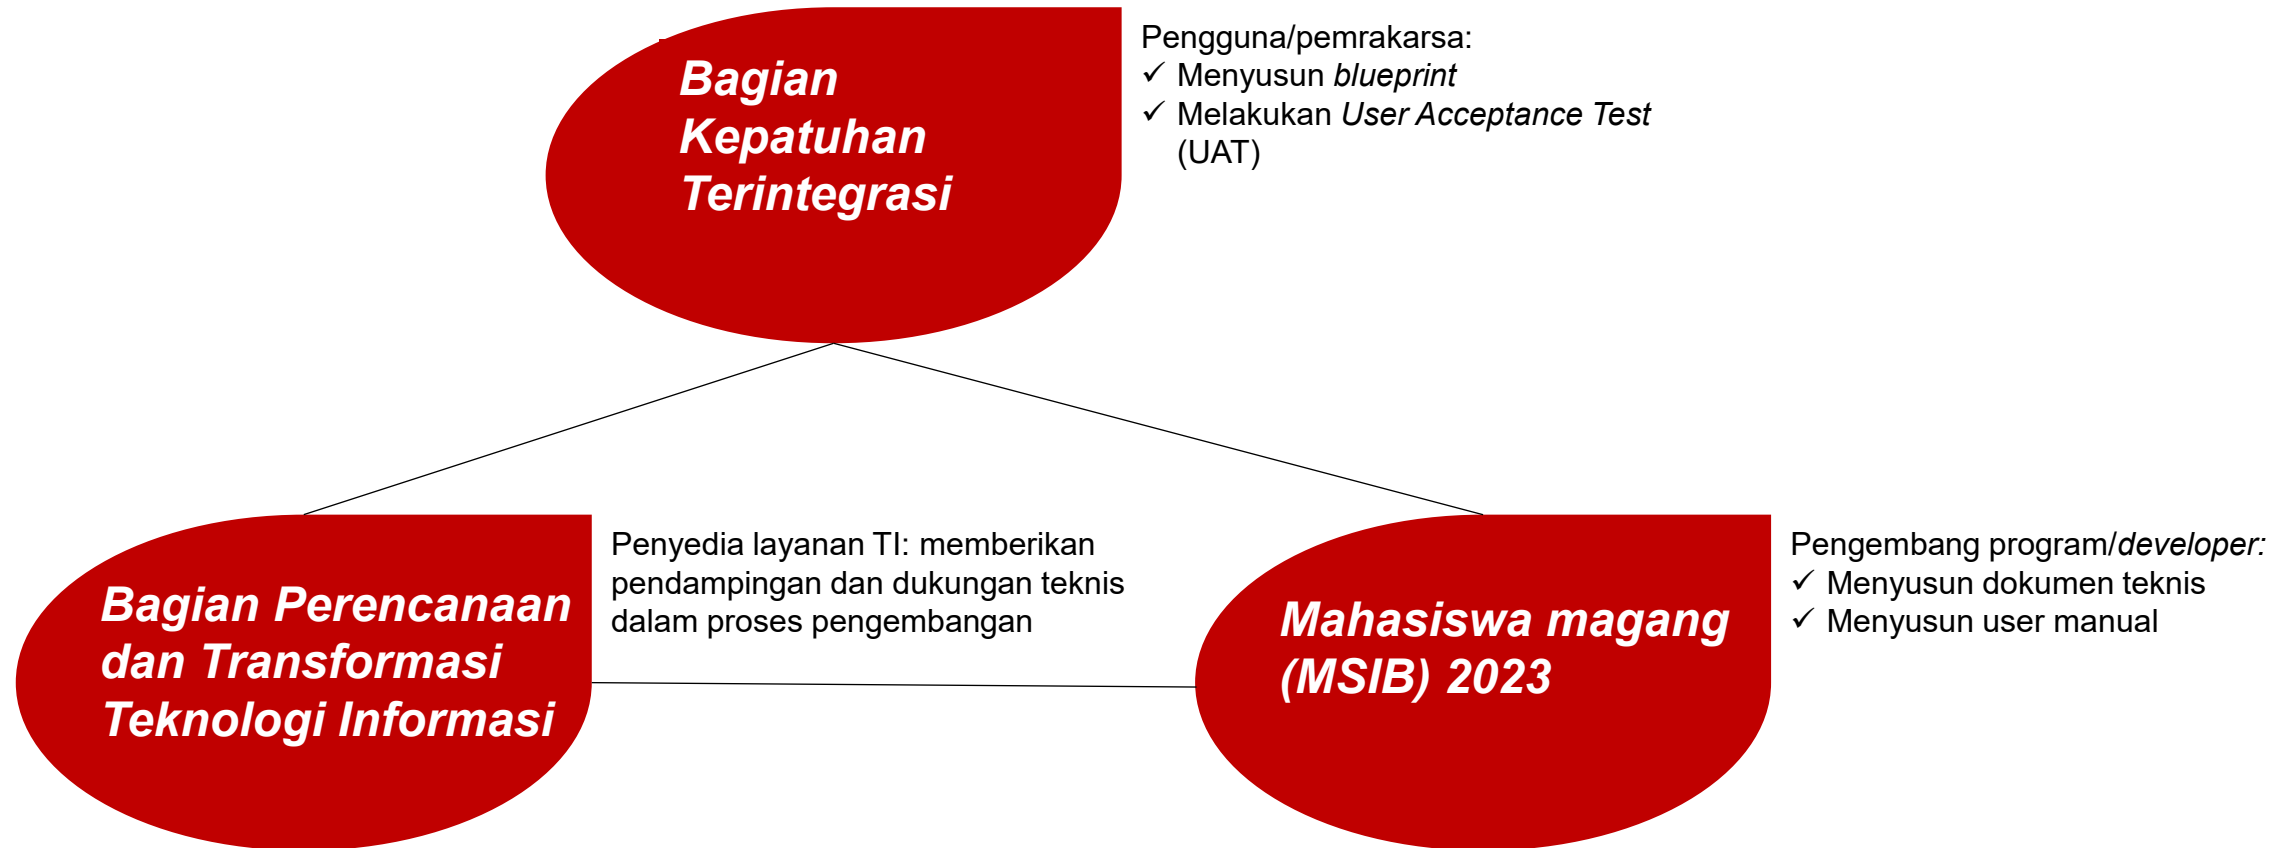 Bagian
Kepatuhan
Terintegrasi
Pengguna/pemrakarsa:
✓ Menyusun blueprint
✓ Melakukan User Acceptance Test
(UAT)
Bagian Perencanaan
dan Transformasi
Teknologi Informasi
Penyedia layanan TI: memberikan
pendampingan dan dukungan teknis
dalam proses pengembangan
Mahasiswa magang
(MSIB) 2023
Pengembang program/developer:
✓ Menyusun dokumen teknis
✓ Menyusun user manual